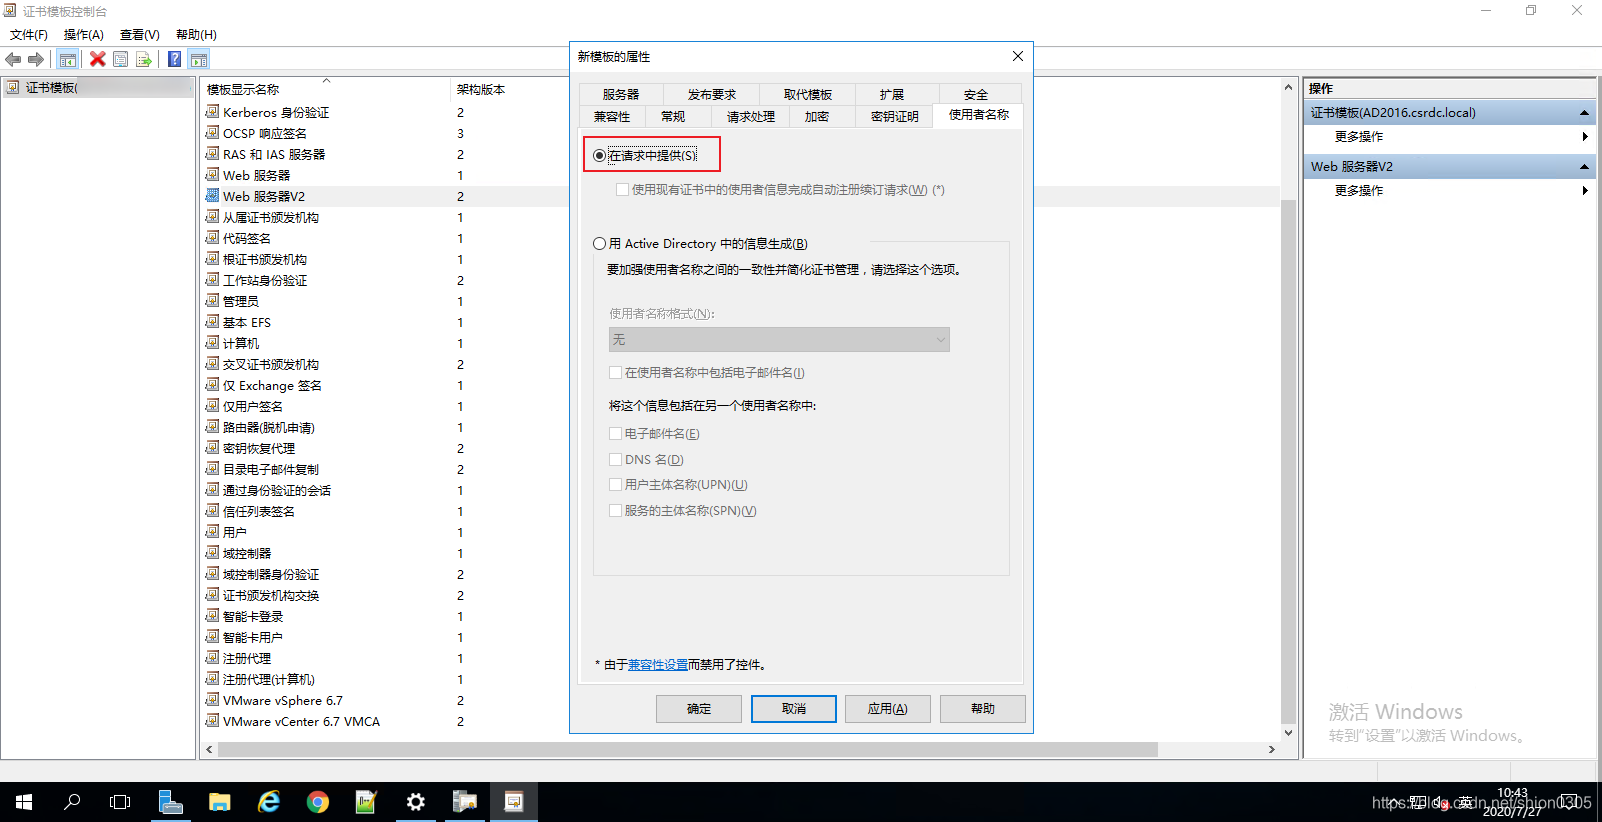 证书模板控制台
文件(F) 操作(A) 查看(V) 帮助(H)
证书模板(
模板显示名称 架构版本
Kerberos 身份验证 2
OCSP 响应签名 3
RAS 和 IAS 服务器 2
Web 服务器 1
Web 服务器V2 2
从属证书颁发机构 1
代码签名 1
根证书颁发机构 1
工作站身份验证 2
管理员 1
基本 EFS 1
计算机 1
交叉证书颁发机构 2
仅 Exchange 签名 1
仅用户签名 1
路由器(脱机申请) 1
密钥恢复代理 2
目录电子邮件复制 2
通过身份验证的会话 1
信任列表签名 1
用户 1
域控制器 1
域控制器身份验证 2
证书颁发机构交换 2
智能卡登录 1
智能卡用户 1
注册代理 1
注册代理(计算机) 1
VMware vSphere 6.7 2
VMware vCenter 6.7 VMCA 2
新模板的属性
服务器 发布要求 取代模板 扩展 安全
兼容性 常规 请求处理 加密 密钥证明 使用者名称
在请求中提供(S)
使用现有证书中的使用者信息完成自动注册续订请求(W) (*)
用 Active Directory 中的信息生成(B)
要加强使用者名称之间的一致性并简化证书管理，请选择这个选项。
使用者名称格式(N):
无
在使用者名称中包括电子邮件名(I)
将这个信息包括在另一个使用者名称中:
电子邮件名(E)
DNS 名(D)
用户主体名称(UPN)(U)
服务的主体名称(SPN)(V)
* 由于兼容性设置而禁用了控件。
确定 取消 应用(A) 帮助
操作
证书模板(AD2016.csrdc.local)
更多操作
Web 服务器V2
更多操作
激活 Windows
转到"设置"以激活 Windows。
英
10:43
2020/7/27
https://blog.csdn.net/shion0305